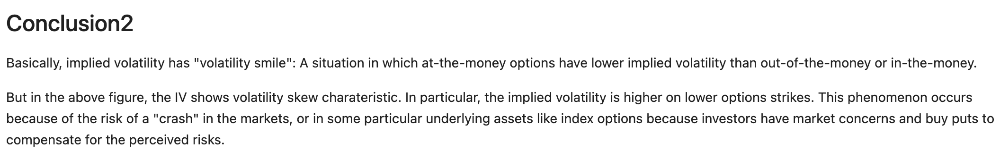 Conclusion2
Basically, implied volatility has "volatility smile": A situation in which at-the-money options have lower implied volatility than out-of-the-money or in-the-money.
But in the above figure, the IV shows volatility skew charateristic. In particular, the implied volatility is higher on lower options strikes. This phenomenon occurs
because of the risk of a "crash" in the markets, or in some particular underlying assets like index options because investors have market concerns and buy puts to
compensate for the perceived risks.